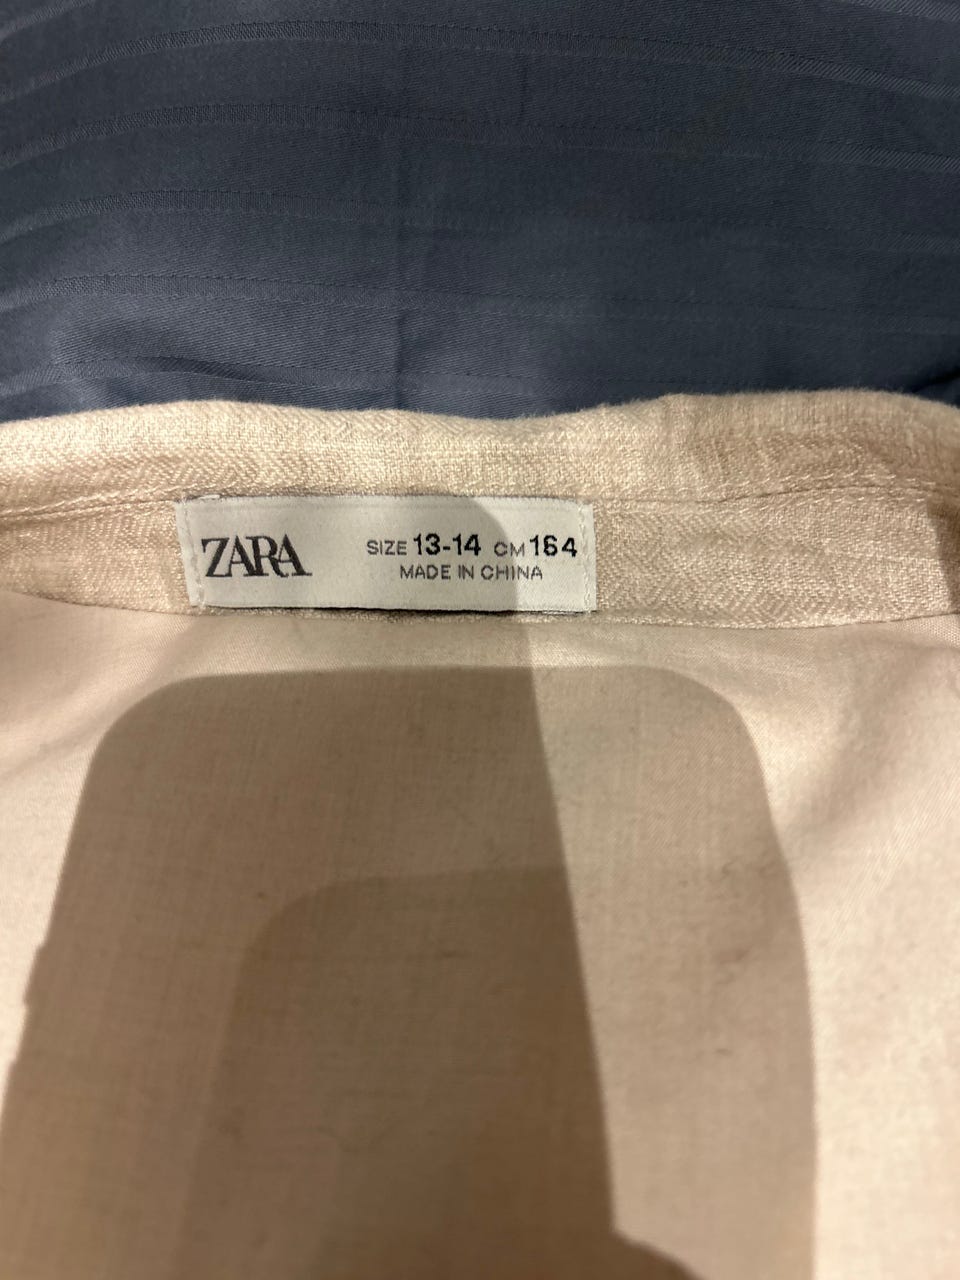 ZARA
SIZE 13-14 CM 164
MADE IN CHINA